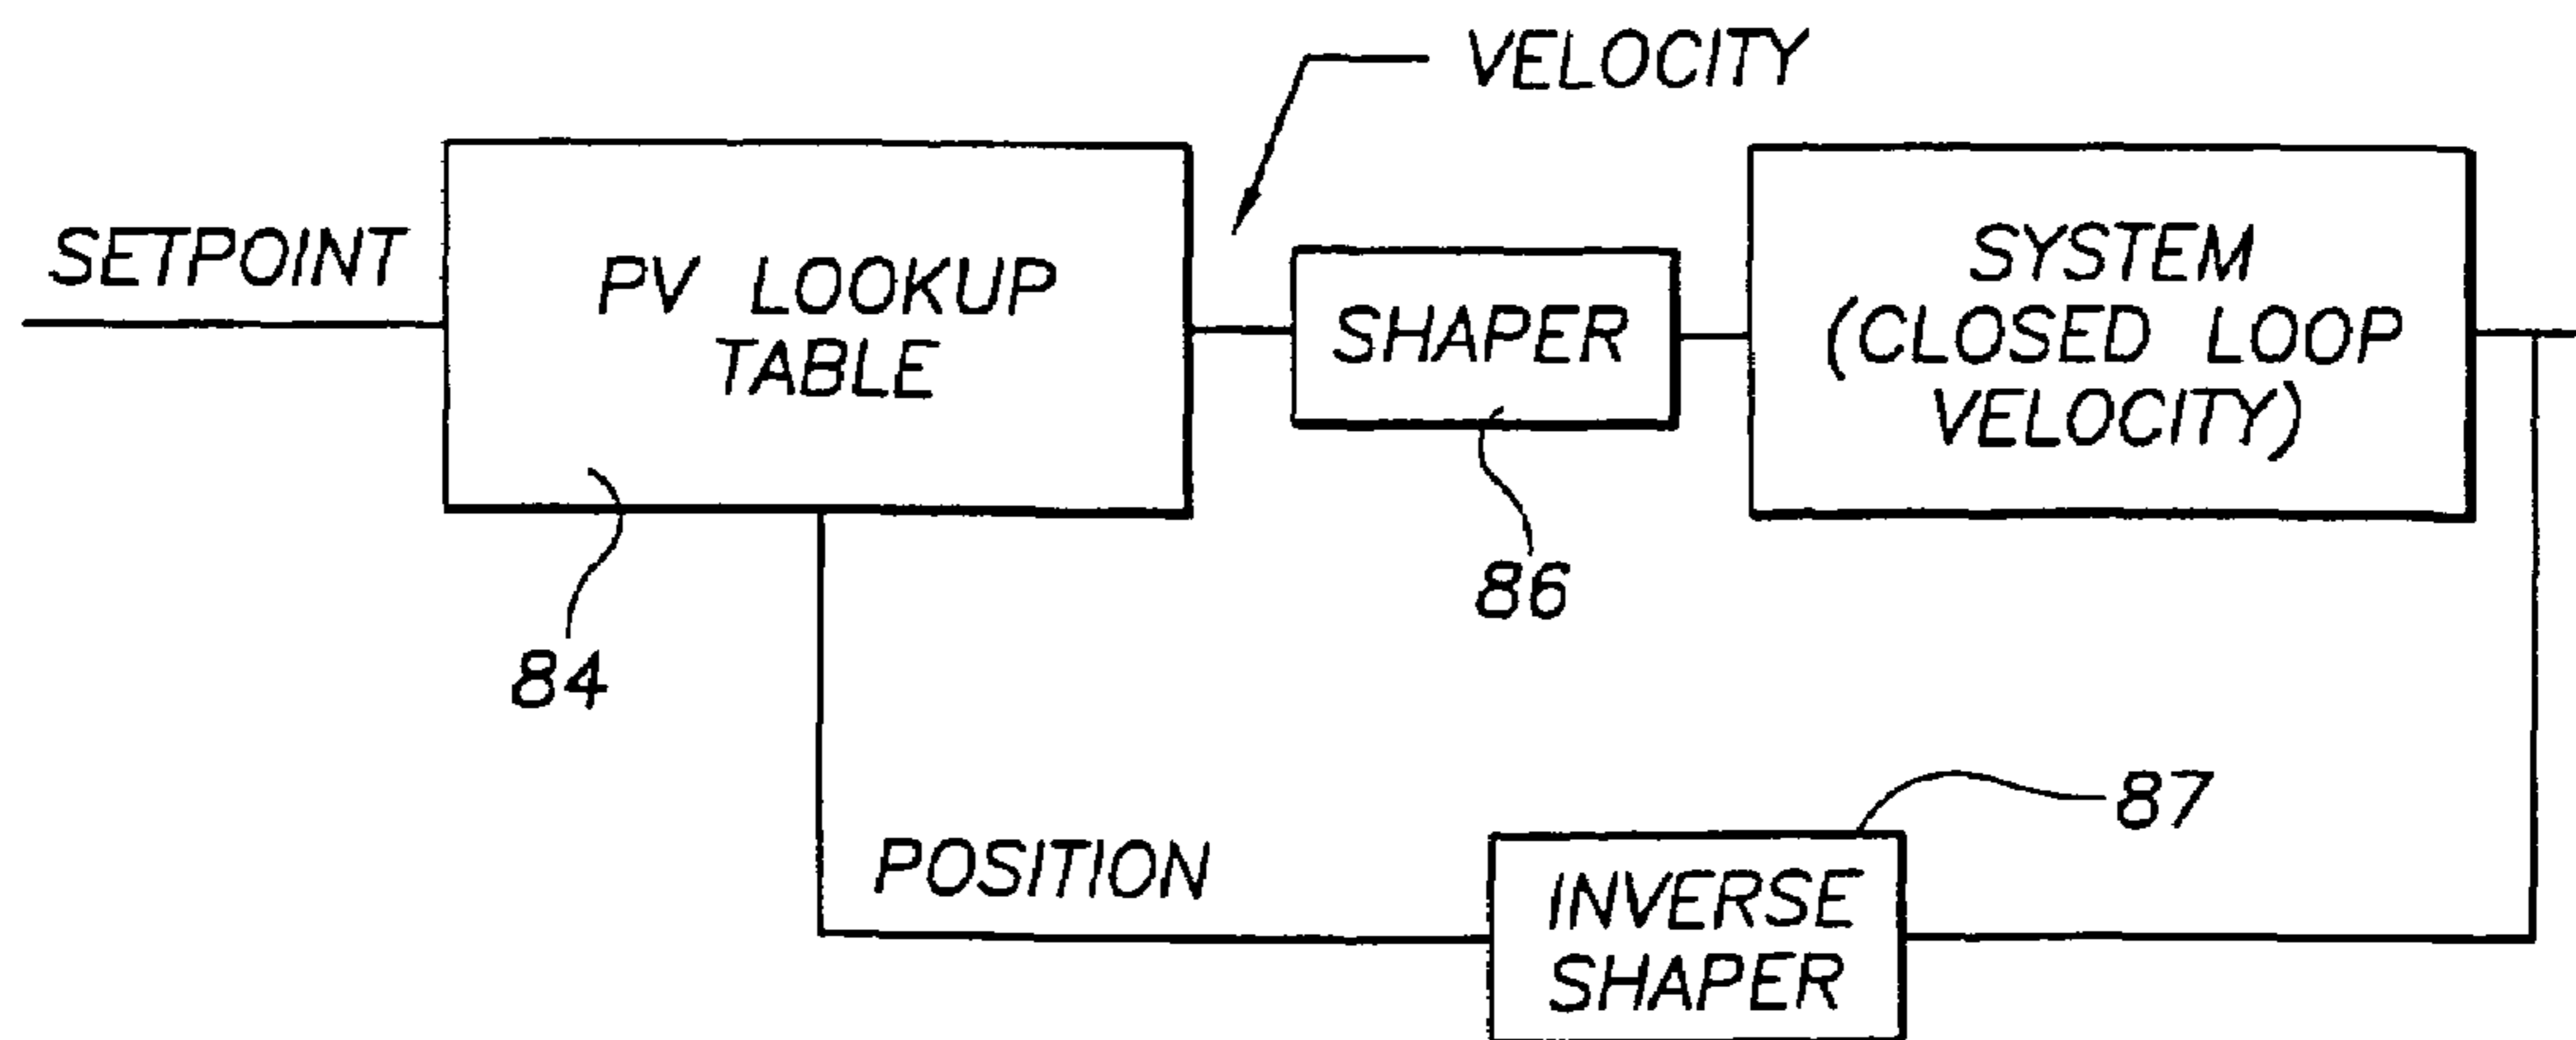 VELOCITY
SETPOINT
PV LOOKUP
TABLE
SHAPER
SYSTEM
(CLOSED LOOP
VELOCITY)
86
84
87
POSITION
INVERSE
SHAPER